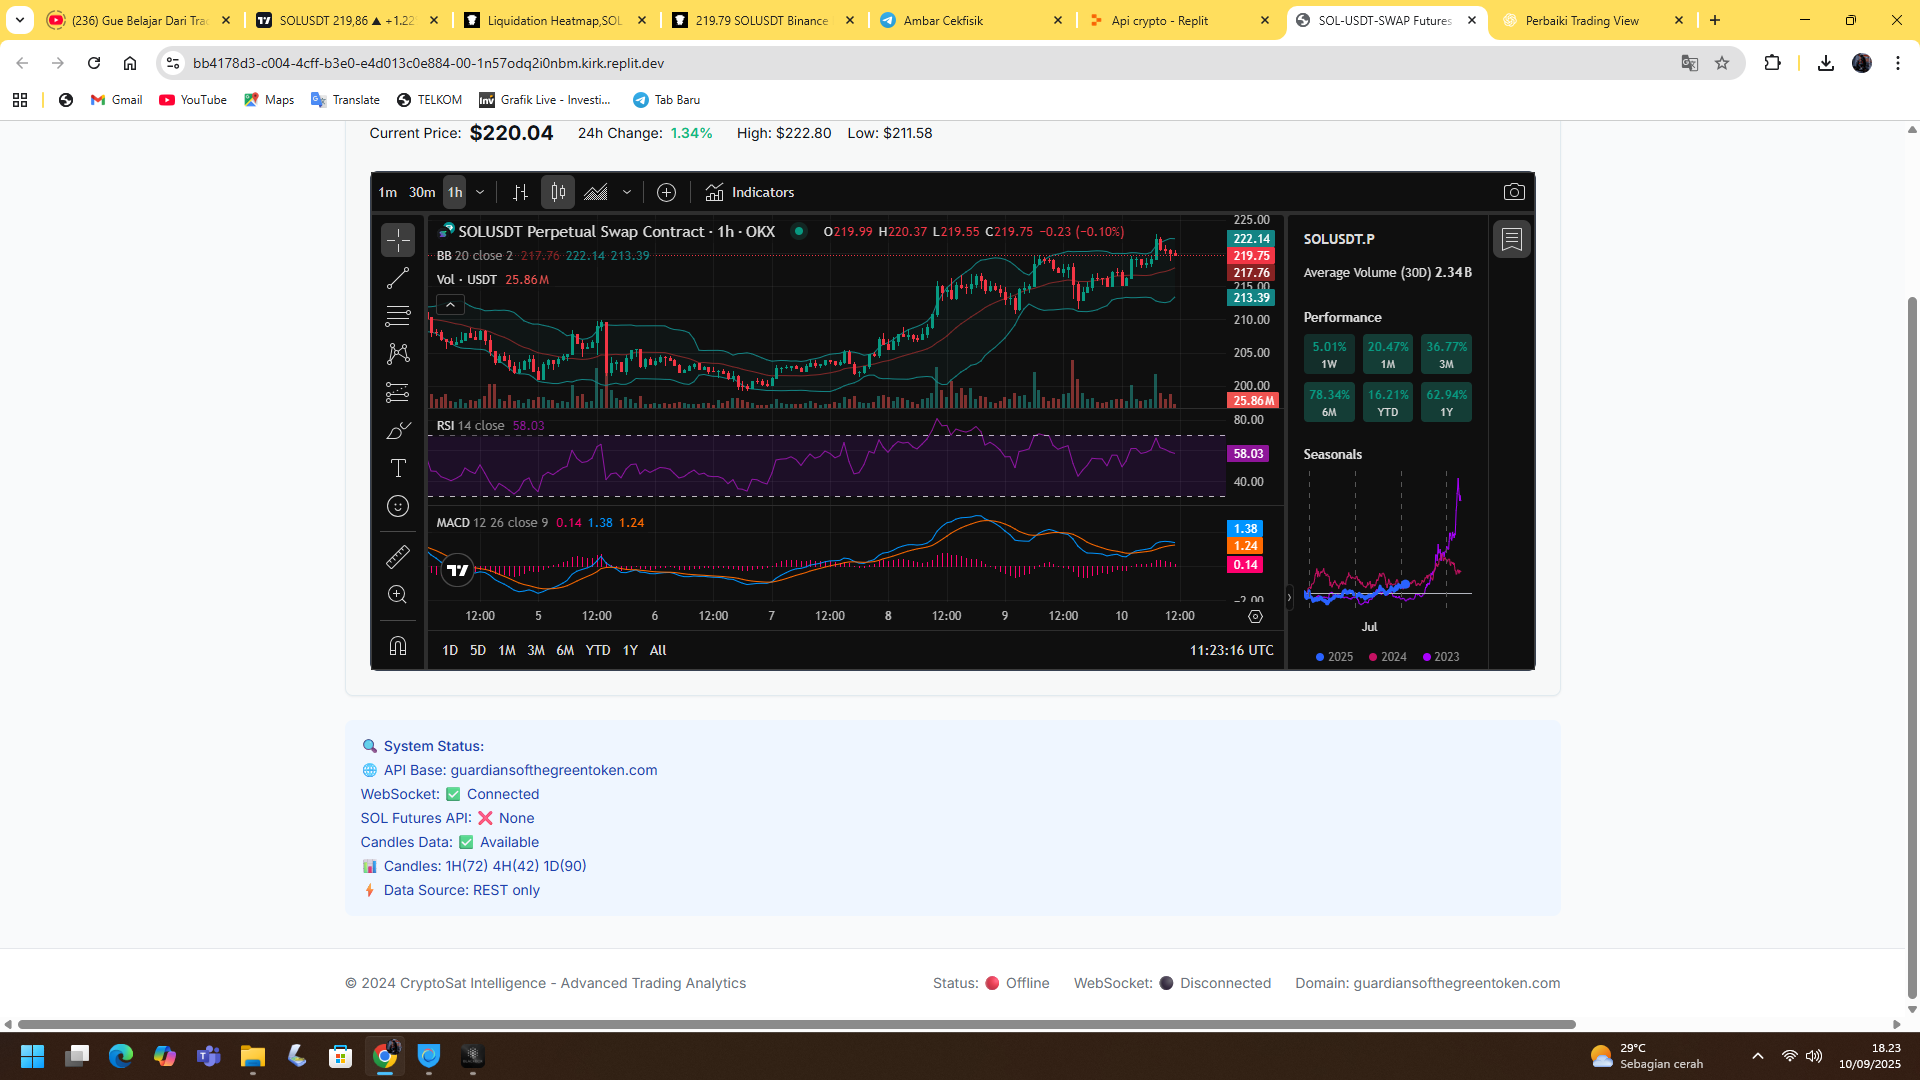 (236) Gue Belajar Dari Tra
SOLUSDT 219,86 ▲ +1.22
Liquidation Heatmap,SOL
219.79 SOLUSDT Binance
Ambar Cekfisik
Api crypto - Replit
SOL-USDT-SWAP Futures
Perbaiki Trading View
bb4178d3-c004-4cff-b3e0-e4d013c0e884-00-1n57odq2i0nbm.kirk.replit.dev
Gmail
YouTube
Maps
Translate
TELKOM
Grafik Live - Investi...
Tab Baru
Current Price: $220.04 24h Change: 1.34% High: $222.80 Low: $211.58
1m 30m 1h
Indicators
SOLUSDT Perpetual Swap Contract · 1h · OKX O219.99 H220.37 L219.55 C219.75 −0.23 (−0.10%)
BB 20 close 2 217.76 222.14 213.39
Vol · USDT 25.86M
225.00
222.14
219.75
217.76
215.00
213.39
210.00
205.00
200.00
25.86M
RSI 14 close 58.03
80.00
58.03
40.00
MACD 12 26 close 9 0.14 1.38 1.24
1.38
1.24
0.14
−2.00
12:00 5 12:00 6 12:00 7 12:00 8 12:00 9 12:00 10 12:00
1D 5D 1M 3M 6M YTD 1Y All
11:23:16 UTC
SOLUSDT.P
Average Volume (30D) 2.34B
Performance
5.01% 20.47% 36.77%
1W 1M 3M
78.34% 16.21% 62.94%
6M YTD 1Y
Seasonals
Jul
2025 2024 2023
System Status:
API Base: guardiansofthegreentoken.com
WebSocket: ✅ Connected
SOL Futures API: ❌ None
Candles Data: ✅ Available
Candles: 1H(72) 4H(42) 1D(90)
Data Source: REST only
© 2024 CryptoSat Intelligence - Advanced Trading Analytics
Status: 🔴 Offline WebSocket: ⚫ Disconnected Domain: guardiansofthegreentoken.com
29°C
Sebagian cerah
18.23
10/09/2025